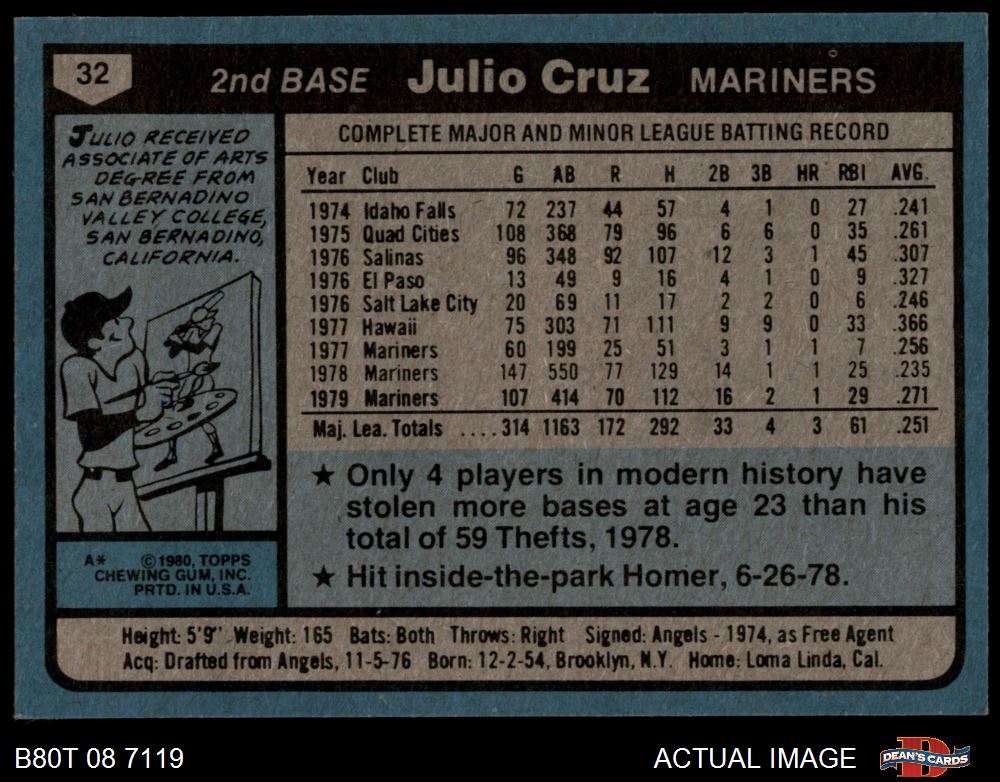 32
2nd BASE Julio Cruz MARINERS
JULIO RECEIVED
ASSOCIATE OF ARTS
DEGREE FROM
SAN BERNADINO
VALLEY COLLEGE,
SAN BERNADINO,
CALIFORNIA.
COMPLETE MAJOR AND MINOR LEAGUE BATTING RECORD
Year Club G AB R H 2B 3B HR RBI AVG.
1974 Idaho Falls 72 237 44 57 4 1 0 27 .241
1975 Quad Cities 108 368 79 96 6 6 0 35 .261
1976 Salinas 96 348 92 107 12 3 1 45 .307
1976 El Paso 13 49 9 16 4 1 0 9 .327
1976 Salt Lake City 20 69 11 17 2 2 0 6 .246
1977 Hawaii 75 303 71 111 9 9 0 33 .366
1977 Mariners 60 199 25 51 3 1 1 7 .256
1978 Mariners 147 550 77 129 14 1 1 25 .235
1979 Mariners 107 414 70 112 16 2 1 29 .271
Maj. Lea. Totals ....314 1163 172 292 33 4 3 61 .251
★ Only 4 players in modern history have
stolen more bases at age 23 than his
total of 59 Thefts, 1978.
★ Hit inside-the-park Homer, 6-26-78.
A* ©1980, TOPPS
CHEWING GUM, INC.
PRTD. IN U.S.A.
Height: 5'9" Weight: 165 Bats: Both Throws: Right Signed: Angels - 1974, as Free Agent
Acq: Drafted from Angels, 11-5-76 Born: 12-2-54, Brooklyn, N.Y. Home: Loma Linda, Cal.
B80T 08 7119 ACTUAL IMAGE DEAN'S CARDS